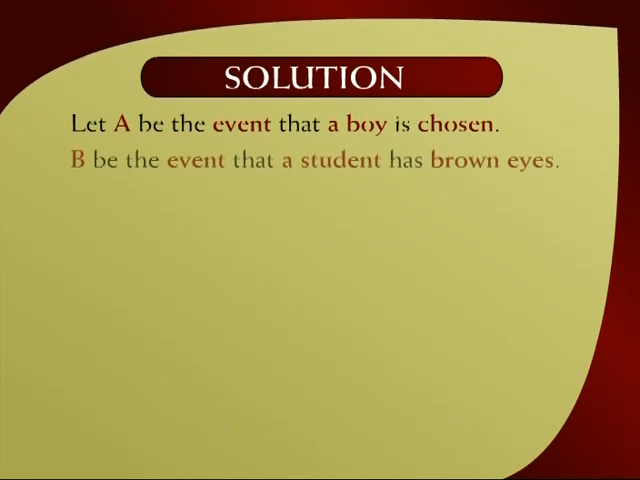 SOLUTION
Let A be the event that a boy is chosen.
B be the event that a student has brown eyes.